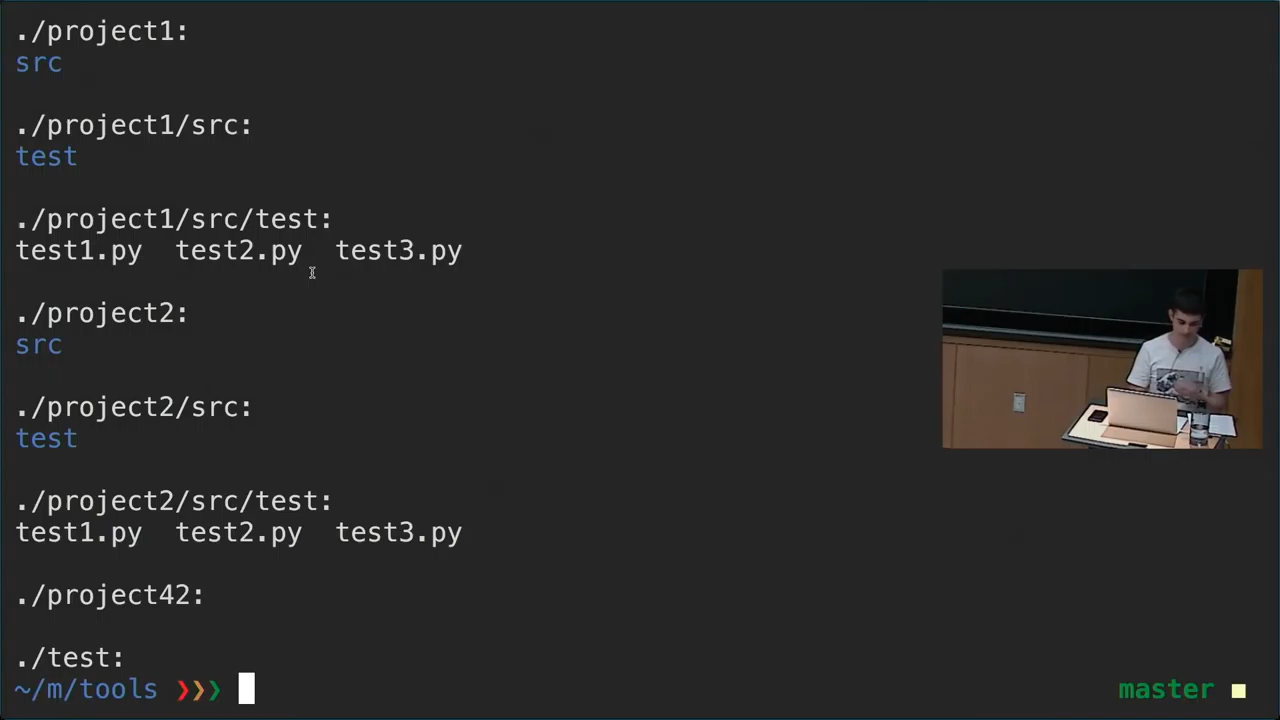 ./project1:
src
./project1/src:
test
./project1/src/test:
test1.py  test2.py  test3.py
./project2:
src
./project2/src:
test
./project2/src/test:
test1.py  test2.py  test3.py
./project42:
./test:
~/m/tools ❯❯❯ master